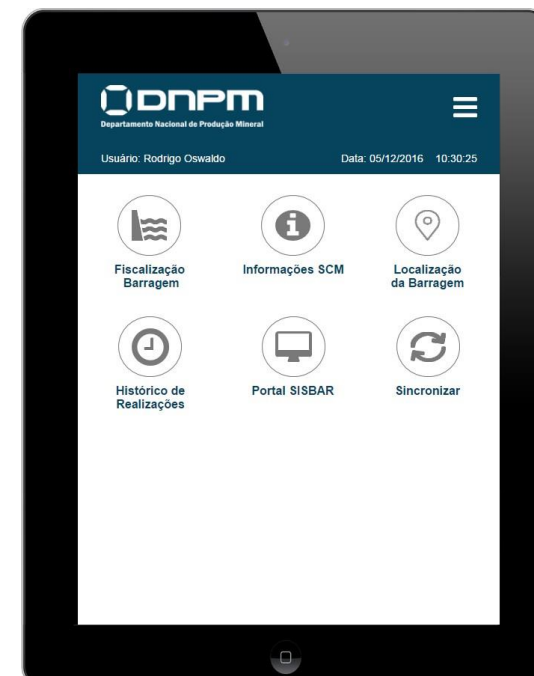 DNPM
Departamento Nacional de Produção Mineral
Usuário: Rodrigo Oswaldo Data: 05/12/2016 10:30:25
Fiscalização Barragem
Informações SCM
Localização da Barragem
Histórico de Realizações
Portal SISBAR
Sincronizar